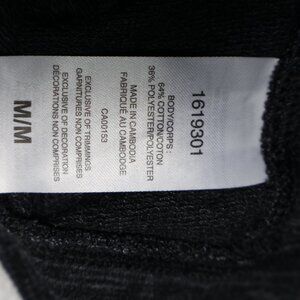 1619301
BODY/CORPS :
64% COTTON/COTON
36% POLYESTER/POLYESTER
MADE IN CAMBODIA
FABRIQUÉ AU CAMBODGE
CA00153
EXCLUSIVE OF TRIMMINGS
GARNITURES NON COMPRISES
EXCLUSIVE OF DECORATION
DÉCORATIONS NON COMPRISES
M/M